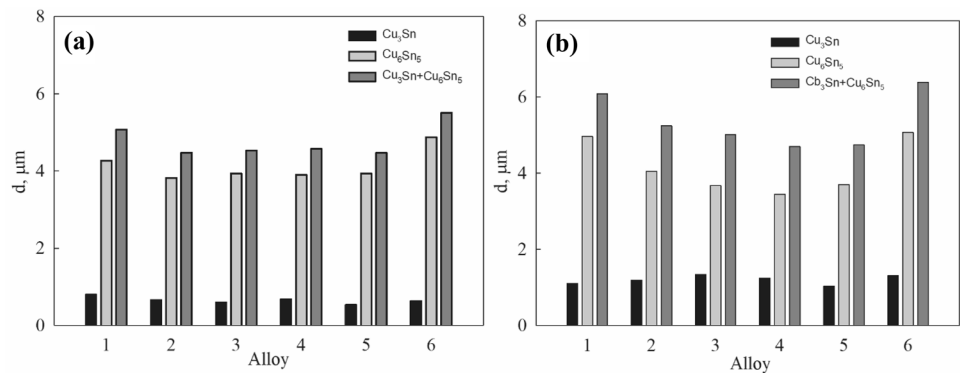 (a)
Cu₃Sn
Cu₆Sn₅
Cu₃Sn+Cu₆Sn₅
d, μm
8
6
4
2
0
1 2 3 4 5 6
Alloy
(b)
Cu₃Sn
Cu₆Sn₅
Cb₃Sn+Cu₆Sn₅
d, μm
8
6
4
2
0
1 2 3 4 5 6
Alloy